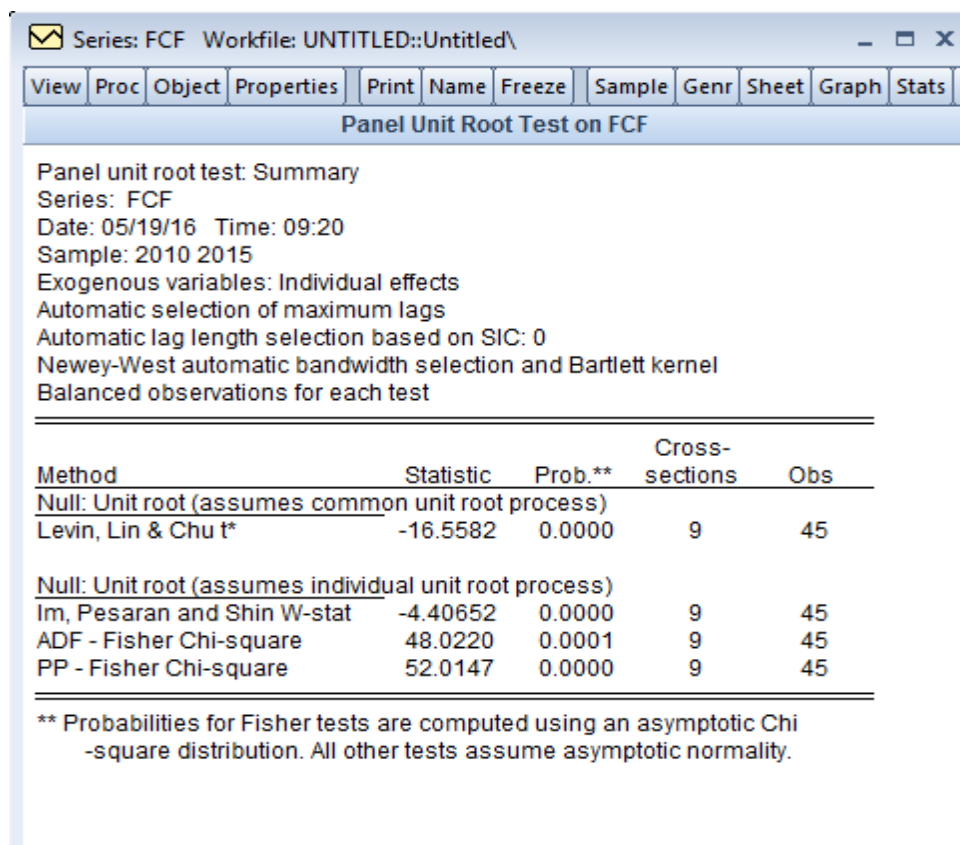 Series: FCF Workfile: UNTITLED::Untitled\
View Proc Object Properties Print Name Freeze Sample Genr Sheet Graph Stats
Panel Unit Root Test on FCF
Panel unit root test: Summary
Series: FCF
Date: 05/19/16 Time: 09:20
Sample: 2010 2015
Exogenous variables: Individual effects
Automatic selection of maximum lags
Automatic lag length selection based on SIC: 0
Newey-West automatic bandwidth selection and Bartlett kernel
Balanced observations for each test
Cross-
Method Statistic Prob.** sections Obs
Null: Unit root (assumes common unit root process)
Levin, Lin & Chu t* -16.5582 0.0000 9 45
Null: Unit root (assumes individual unit root process)
Im, Pesaran and Shin W-stat -4.40652 0.0000 9 45
ADF - Fisher Chi-square 48.0220 0.0001 9 45
PP - Fisher Chi-square 52.0147 0.0000 9 45
** Probabilities for Fisher tests are computed using an asymptotic Chi
-square distribution. All other tests assume asymptotic normality.